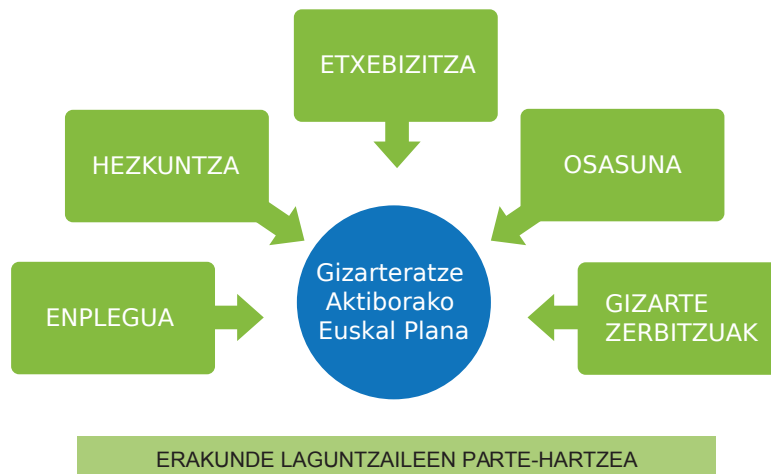 ETXEBIZITZA
HEZKUNTZA
OSASUNA
ENPLEGUA
Gizarteratze
Aktiborako
Euskal Plana
GIZARTE
ZERBITZUAK
ERAKUNDE LAGUNTZAILEEN PARTE-HARTZEA